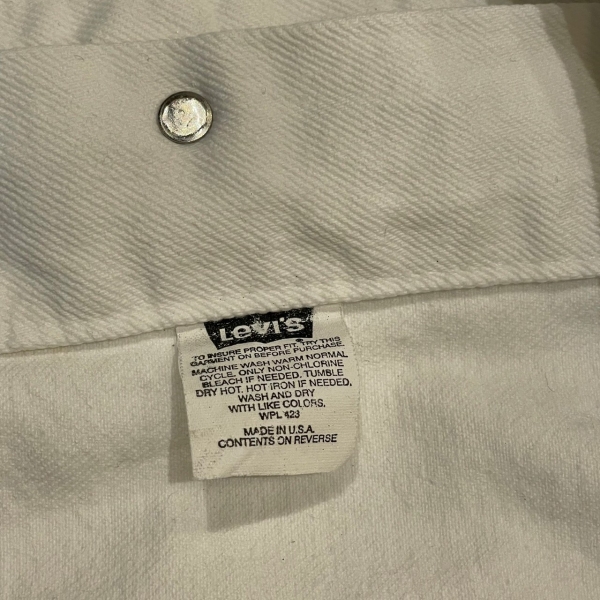 LEVI'S
TO INSURE PROPER FIT, TRY THIS
GARMENT ON BEFORE PURCHASE.
MACHINE WASH WARM NORMAL
CYCLE. ONLY NON-CHLORINE
BLEACH IF NEEDED. TUMBLE
DRY HOT. HOT IRON IF NEEDED.
WASH AND DRY
WITH LIKE COLORS.
WPL 423
MADE IN U.S.A.
CONTENTS ON REVERSE